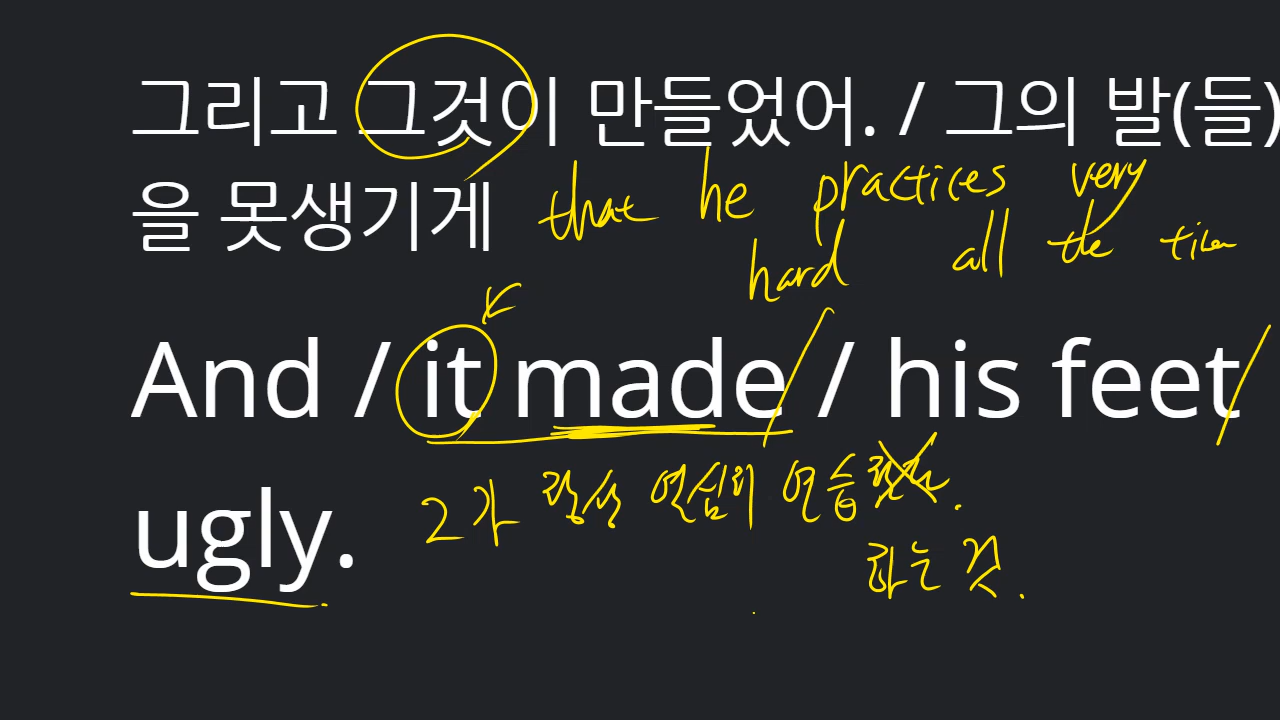 그리고 그것이 만들었어. / 그의 발(들)
을 못생기게
that he practices very
hard all the time
And / it made / his feet
ugly.
그가 항상 열심히 연습
하는 것.